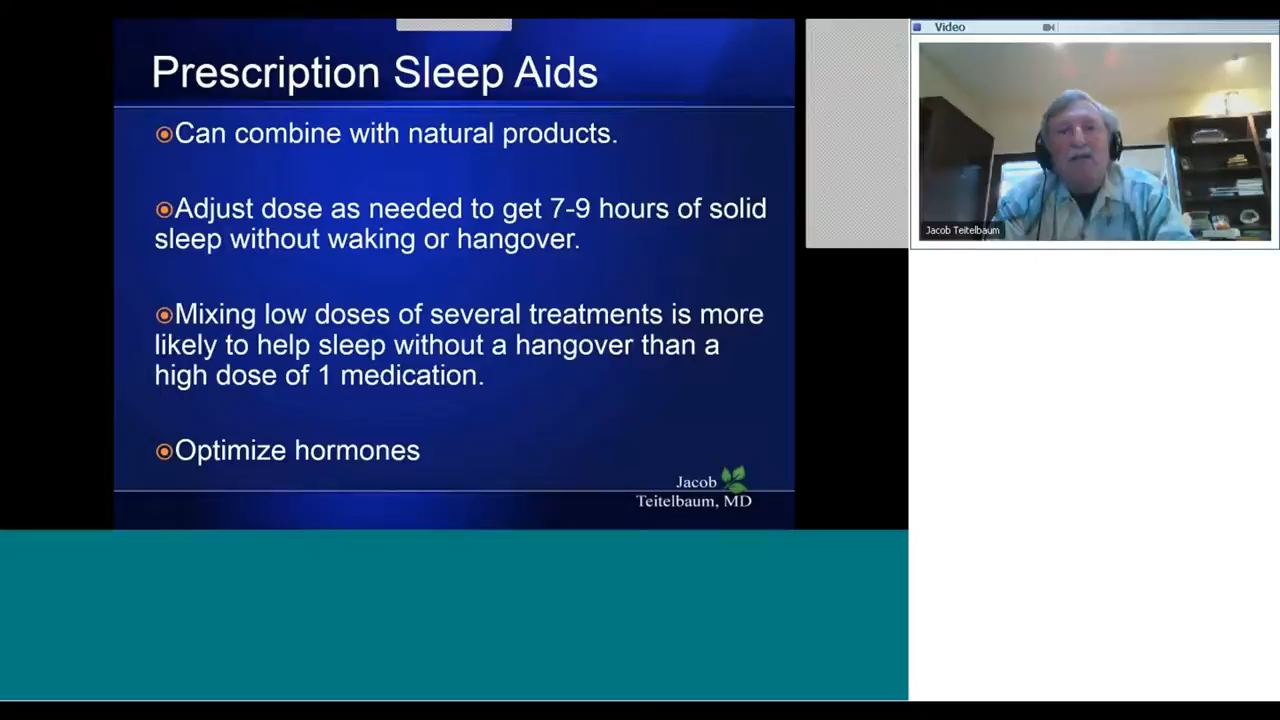 Prescription Sleep Aids
Can combine with natural products.
Adjust dose as needed to get 7-9 hours of solid
sleep without waking or hangover.
Mixing low doses of several treatments is more
likely to help sleep without a hangover than a
high dose of 1 medication.
Optimize hormones
Jacob
Teitelbaum, MD
Video
Jacob Teitelbaum